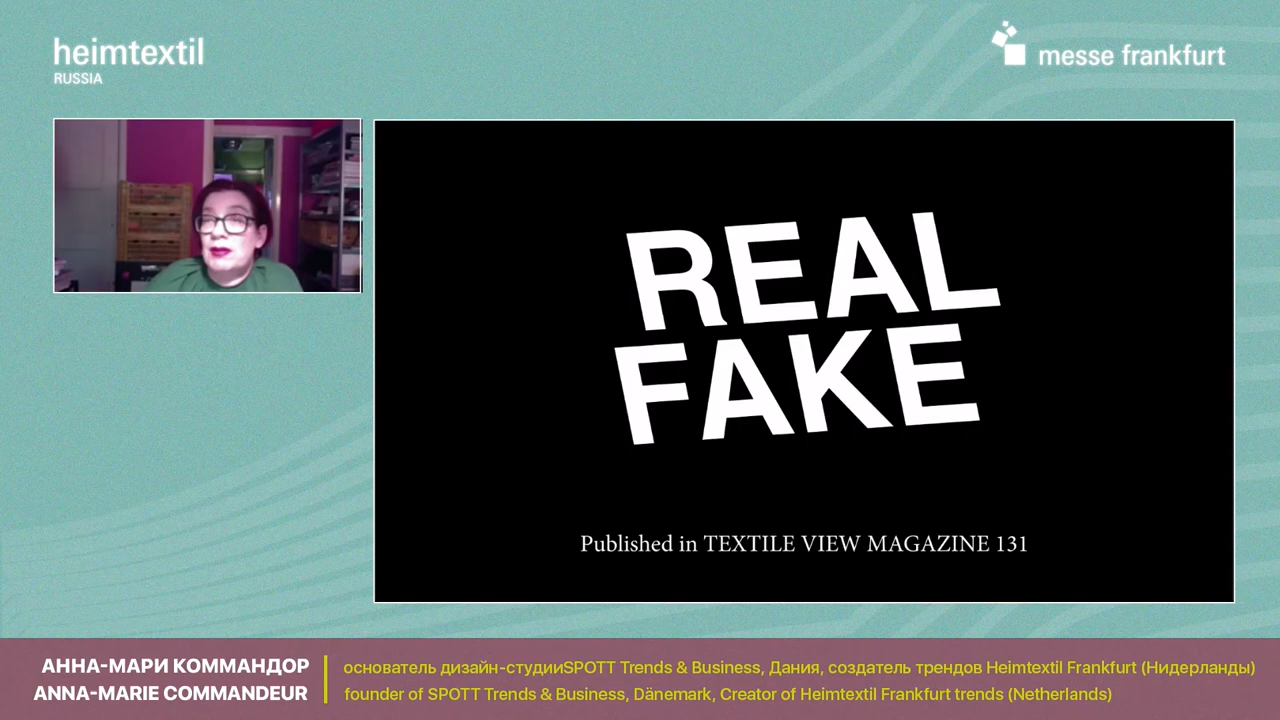 heimtextil
RUSSIA
messe frankfurt
REAL
FAKE
Published in TEXTILE VIEW MAGAZINE 131
АННА-МАРИ КОММАНДОР
ANNA-MARIE COMMANDEUR
основатель дизайн-студииSPOTT Trends & Business, Дания, создатель трендов Heimtextil Frankfurt (Нидерланды)
founder of SPOTT Trends & Business, Dänemark, Creator of Heimtextil Frankfurt trends (Netherlands)